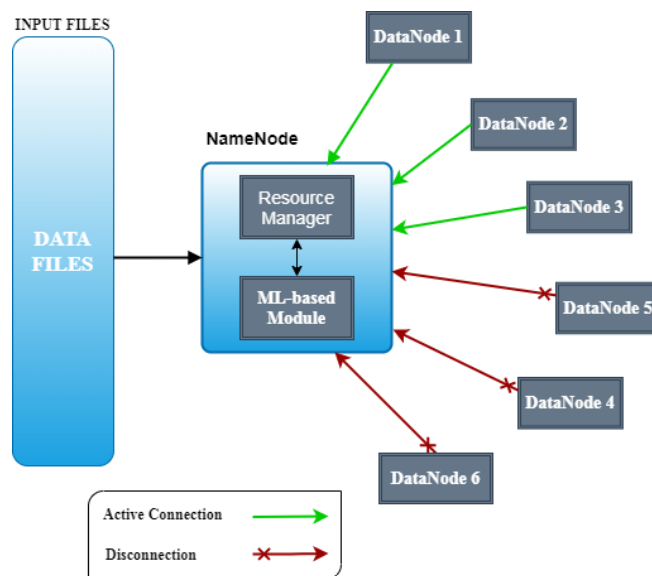 INPUT FILES
DATA
FILES
NameNode
Resource
Manager
ML-based
Module
DataNode 1
DataNode 2
DataNode 3
DataNode 5
DataNode 4
DataNode 6
Active Connection
Disconnection